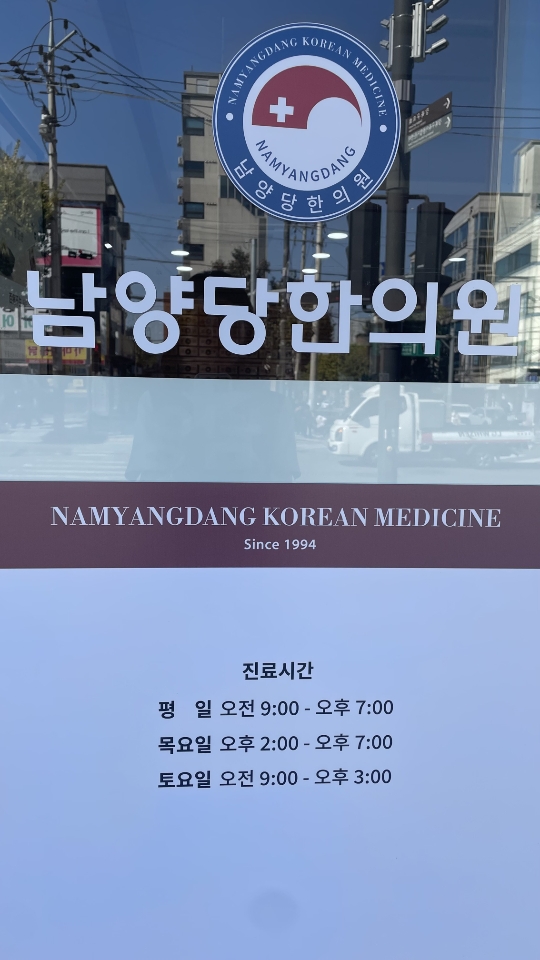 NAMYANGDANG KOREAN MEDICINE
NAMYANGDANG
남양당한의원
남양당한의원
NAMYANGDANG KOREAN MEDICINE
Since 1994
진료시간
평 일 오전 9:00 - 오후 7:00
목요일 오후 2:00 - 오후 7:00
토요일 오전 9:00 - 오후 3:00